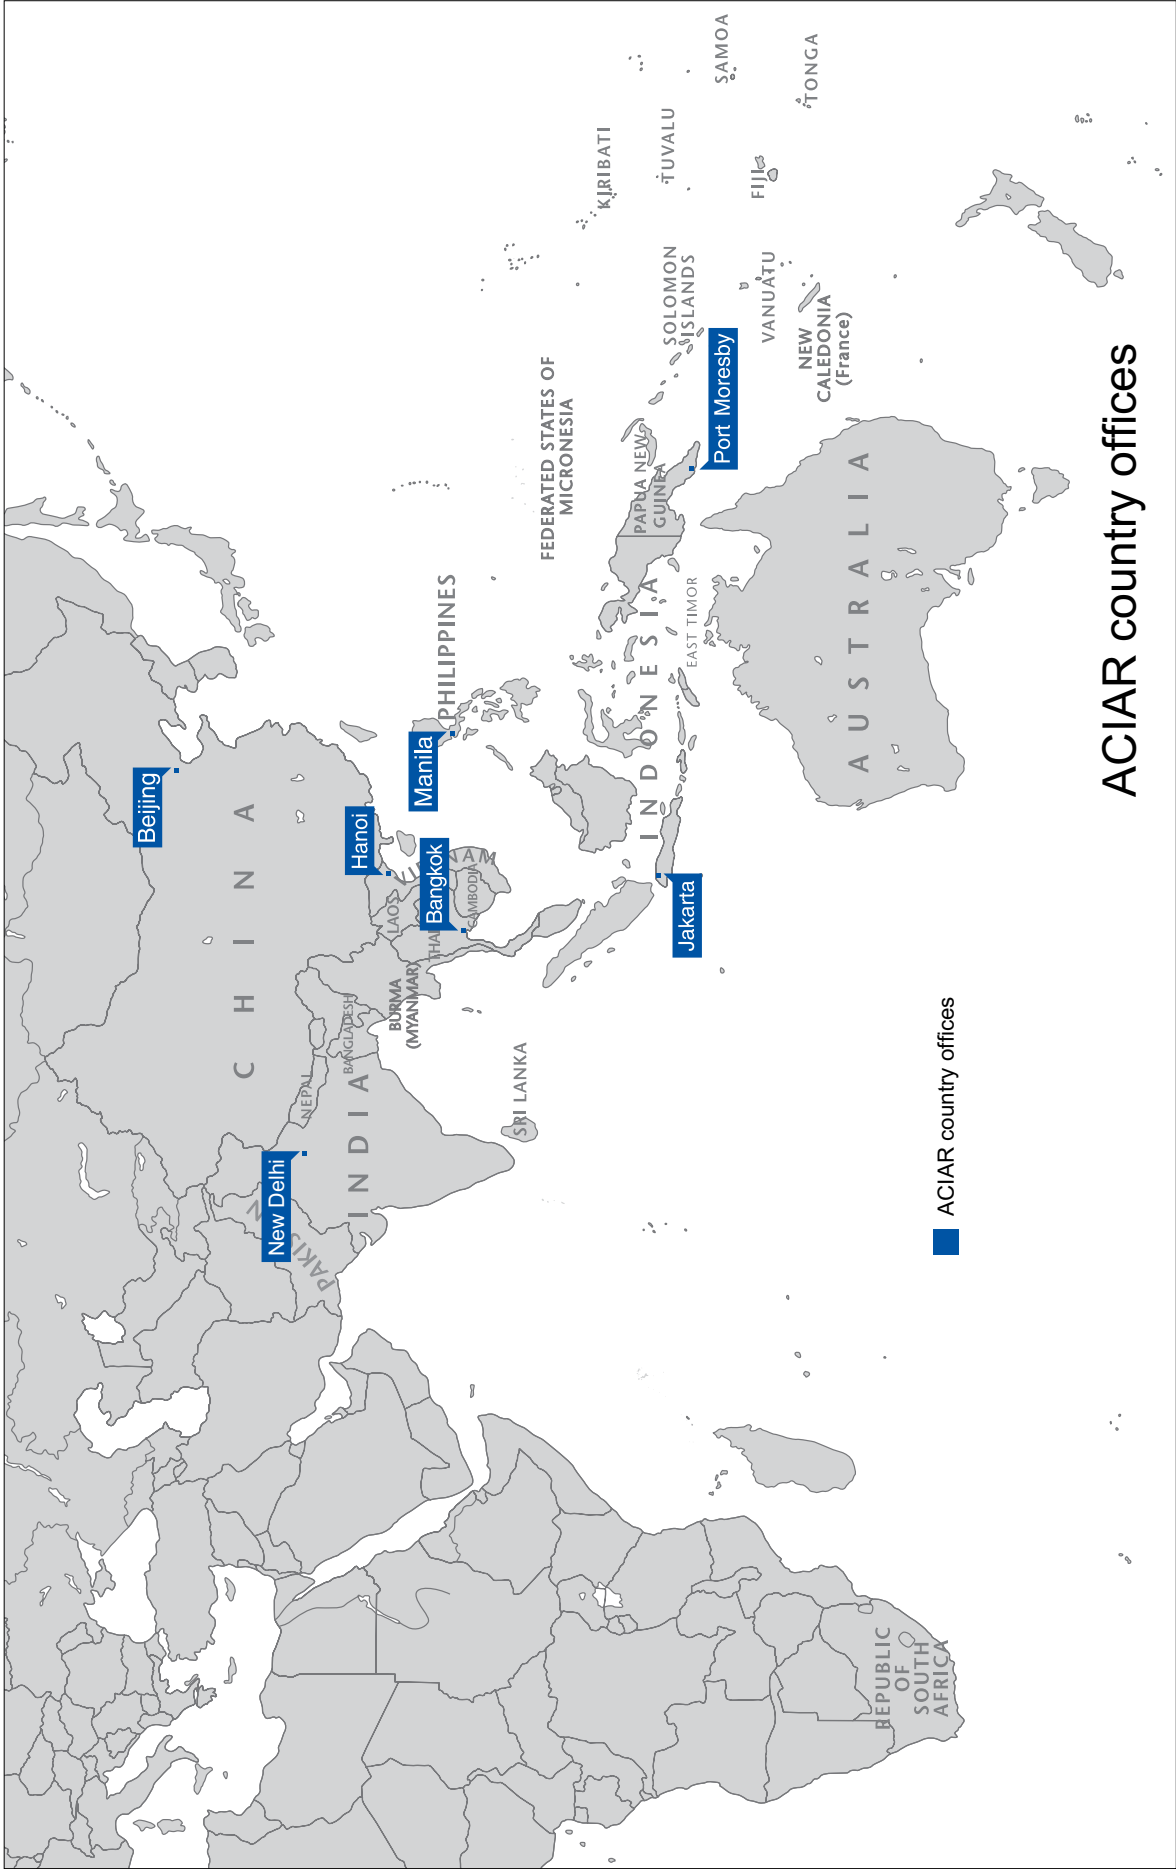 Beijing
CHINA
Hanoi
Manila
PHILIPPINES
Bangkok
LAOS
VIETNAM
CAMBODIA
THAI
BURMA
(MYANMAR)
BANGLADESH
NEPAL
New Delhi
INDIA
PAKIS N
SRI LANKA
FEDERATED STATES OF
MICRONESIA
KIRIBATI
TUVALU
SAMOA
TONGA
FIJI
SOLOMON
ISLANDS
VANUATU
NEW
CALEDONIA
(France)
PAPUA NEW
GUINEA
Port Moresby
INDONESIA
EAST TIMOR
Jakarta
AUSTRALIA
REPUBLIC
OF
SOUTH
AFRICA
ACIAR country offices
ACIAR country offices